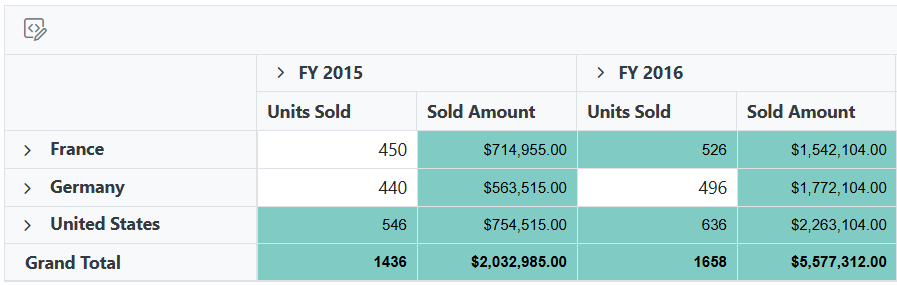 FY 2015 FY 2016
Units Sold Sold Amount Units Sold Sold Amount
France 450 $714,955.00 526 $1,542,104.00
Germany 440 $563,515.00 496 $1,772,104.00
United States 546 $754,515.00 636 $2,263,104.00
Grand Total 1436 $2,032,985.00 1658 $5,577,312.00